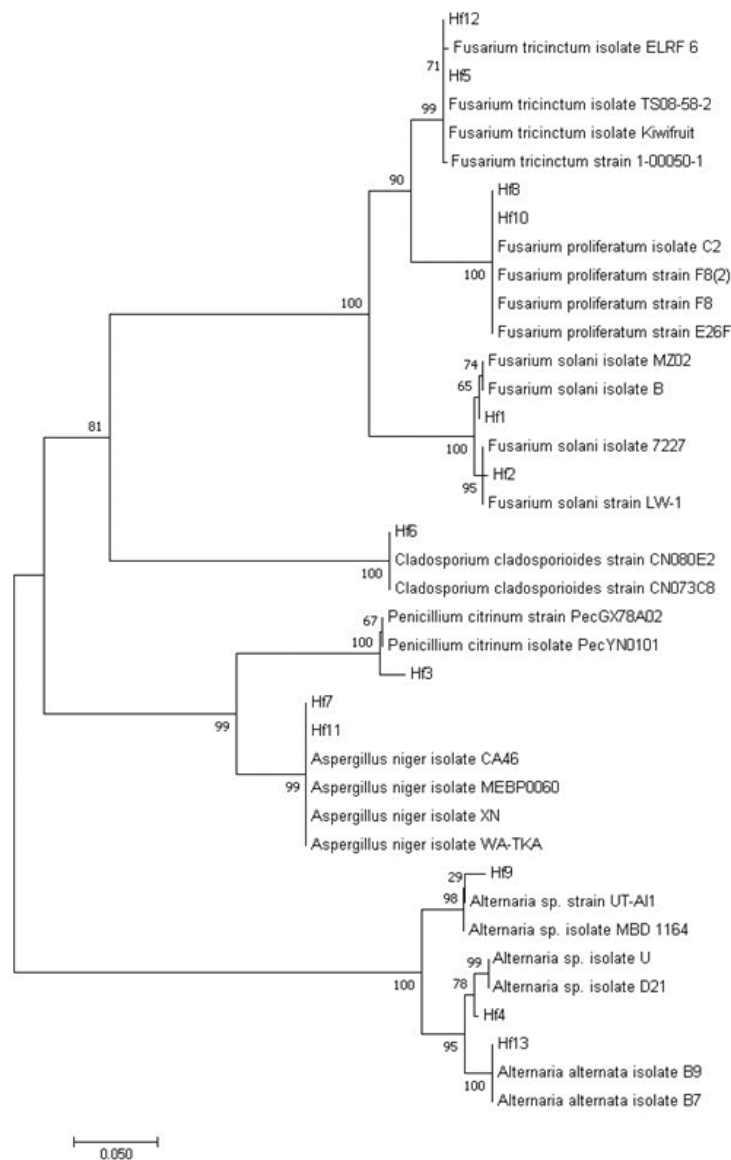 Hf12
Fusarium tricinctum isolate ELRF 6
71
Hf5
99
Fusarium tricinctum isolate TS08-58-2
Fusarium tricinctum isolate Kiwifruit
Fusarium tricinctum strain 1-00050-1
90
Hf8
Hf10
Fusarium proliferatum isolate C2
100
Fusarium proliferatum strain F8(2)
100
Fusarium proliferatum strain F8
Fusarium proliferatum strain E26F
74
Fusarium solani isolate MZ02
65
Fusarium solani isolate B
Hf1
81
100
Fusarium solani isolate 7227
Hf2
95
Fusarium solani strain LW-1
Hf6
Cladosporium cladosporioides strain CN080E2
100
Cladosporium cladosporioides strain CN073C8
67
Penicillium citrinum strain PecGX78A02
100
Penicillium citrinum isolate PecYN0101
Hf3
Hf7
99
Hf11
Aspergillus niger isolate CA46
99
Aspergillus niger isolate MEBP0060
Aspergillus niger isolate XN
Aspergillus niger isolate WA-TKA
29
Hf9
98
Alternaria sp. strain UT-Al1
Alternaria sp. isolate MBD 1164
99
Alternaria sp. isolate U
100
78
Alternaria sp. isolate D21
Hf4
95
Hf13
Alternaria alternata isolate B9
100
Alternaria alternata isolate B7
0.050